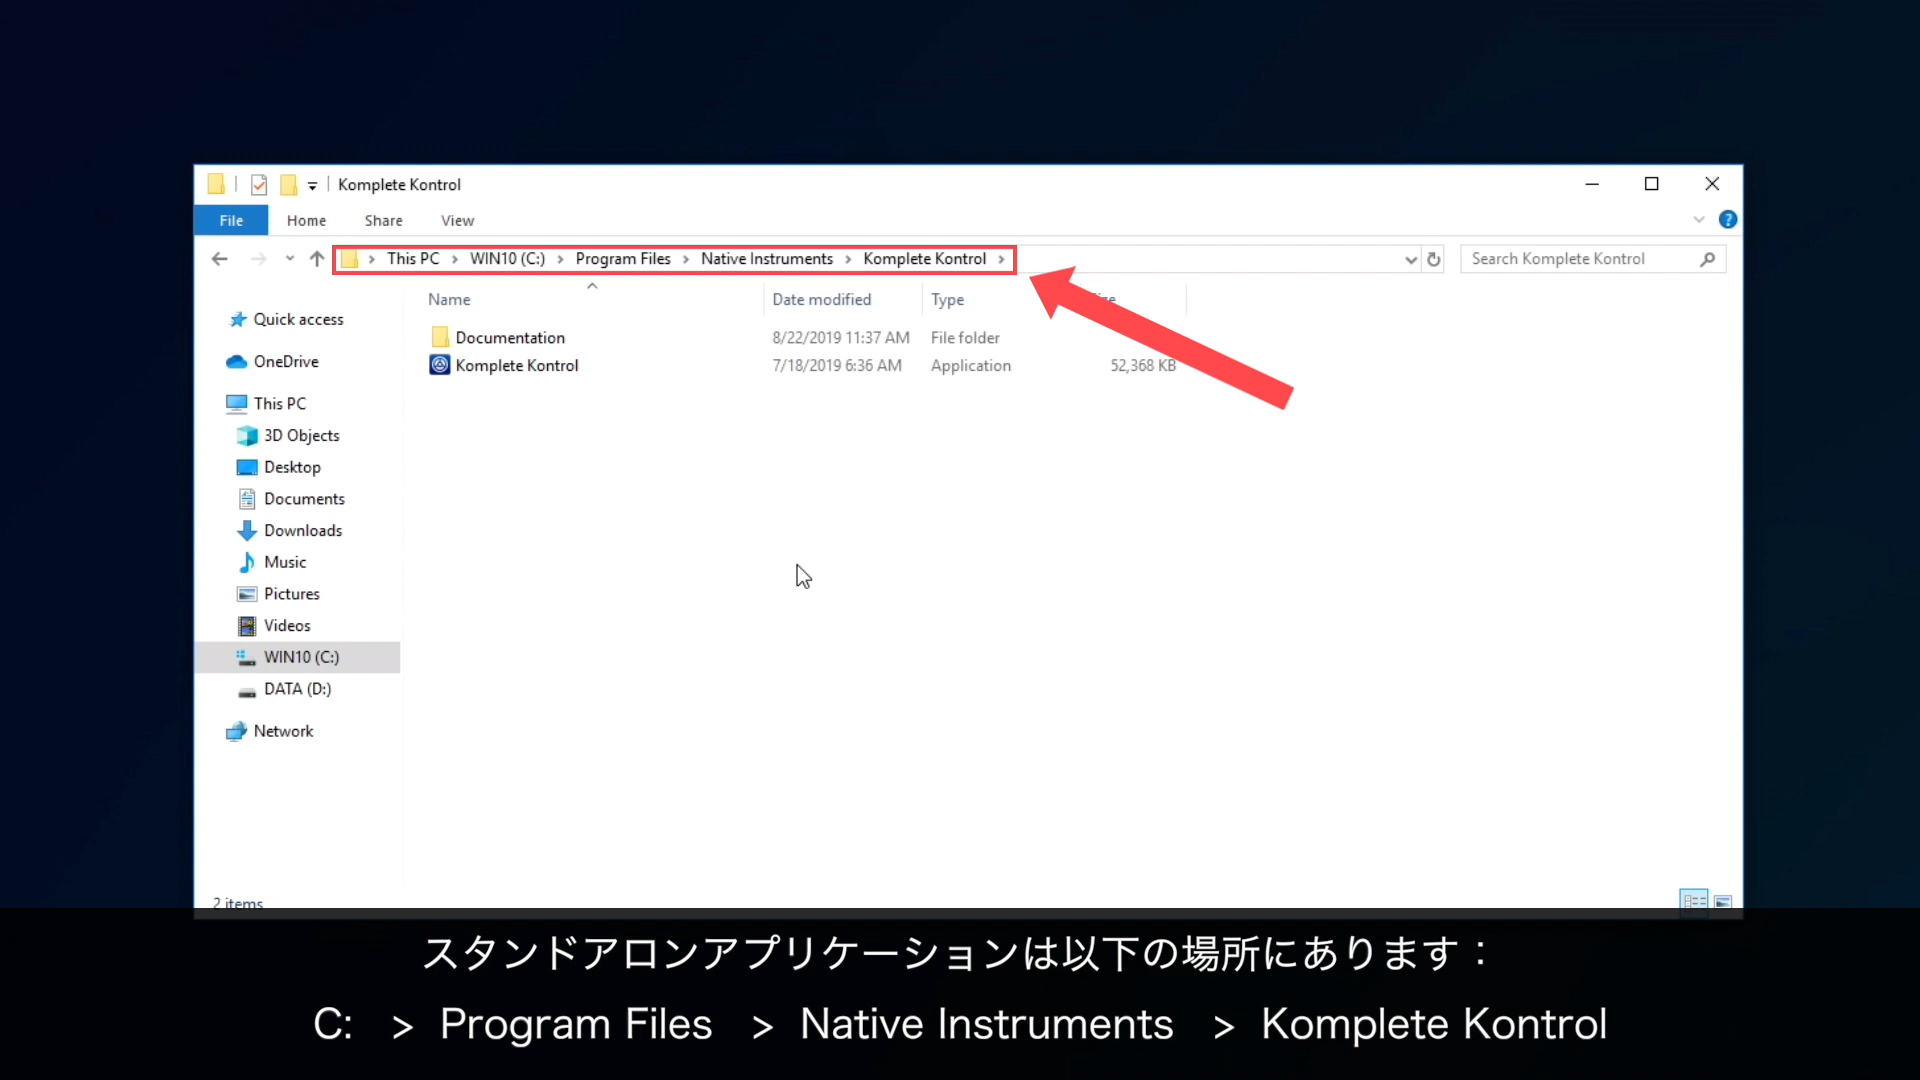 Komplete Kontrol
File Home Share View
This PC > WIN10 (C:) > Program Files > Native Instruments > Komplete Kontrol >
Search Komplete Kontrol
Name Date modified Type
Documentation 8/22/2019 11:37 AM File folder
Komplete Kontrol 7/18/2019 6:36 AM Application 52,368 KB
Quick access
OneDrive
This PC
3D Objects
Desktop
Documents
Downloads
Music
Pictures
Videos
WIN10 (C:)
DATA (D:)
Network
2 items
スタンドアロンアプリケーションは以下の場所にあります：
C: > Program Files > Native Instruments > Komplete Kontrol